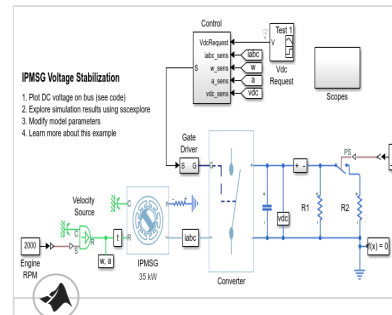 Control
VdcRequest
iabc_sens
w_sens
a_sens
vdc_sens
S
iabc
w
a
vdc
Test 1
V
Vdc
Request
Scopes
IPMSG Voltage Stabilization
1. Plot DC voltage on bus (see code)
2. Explore simulation results using sscexplore
3. Modify model parameters
4. Learn more about this example
Gate
Driver
S G
G
PS
Velocity
Source
C
R
S
2000
Engine
RPM
t
w, a
C
R
n
IPMSG
35 kW
iabc
Converter
+
-
+ -
vdc
R1
R2
f(x) = 0